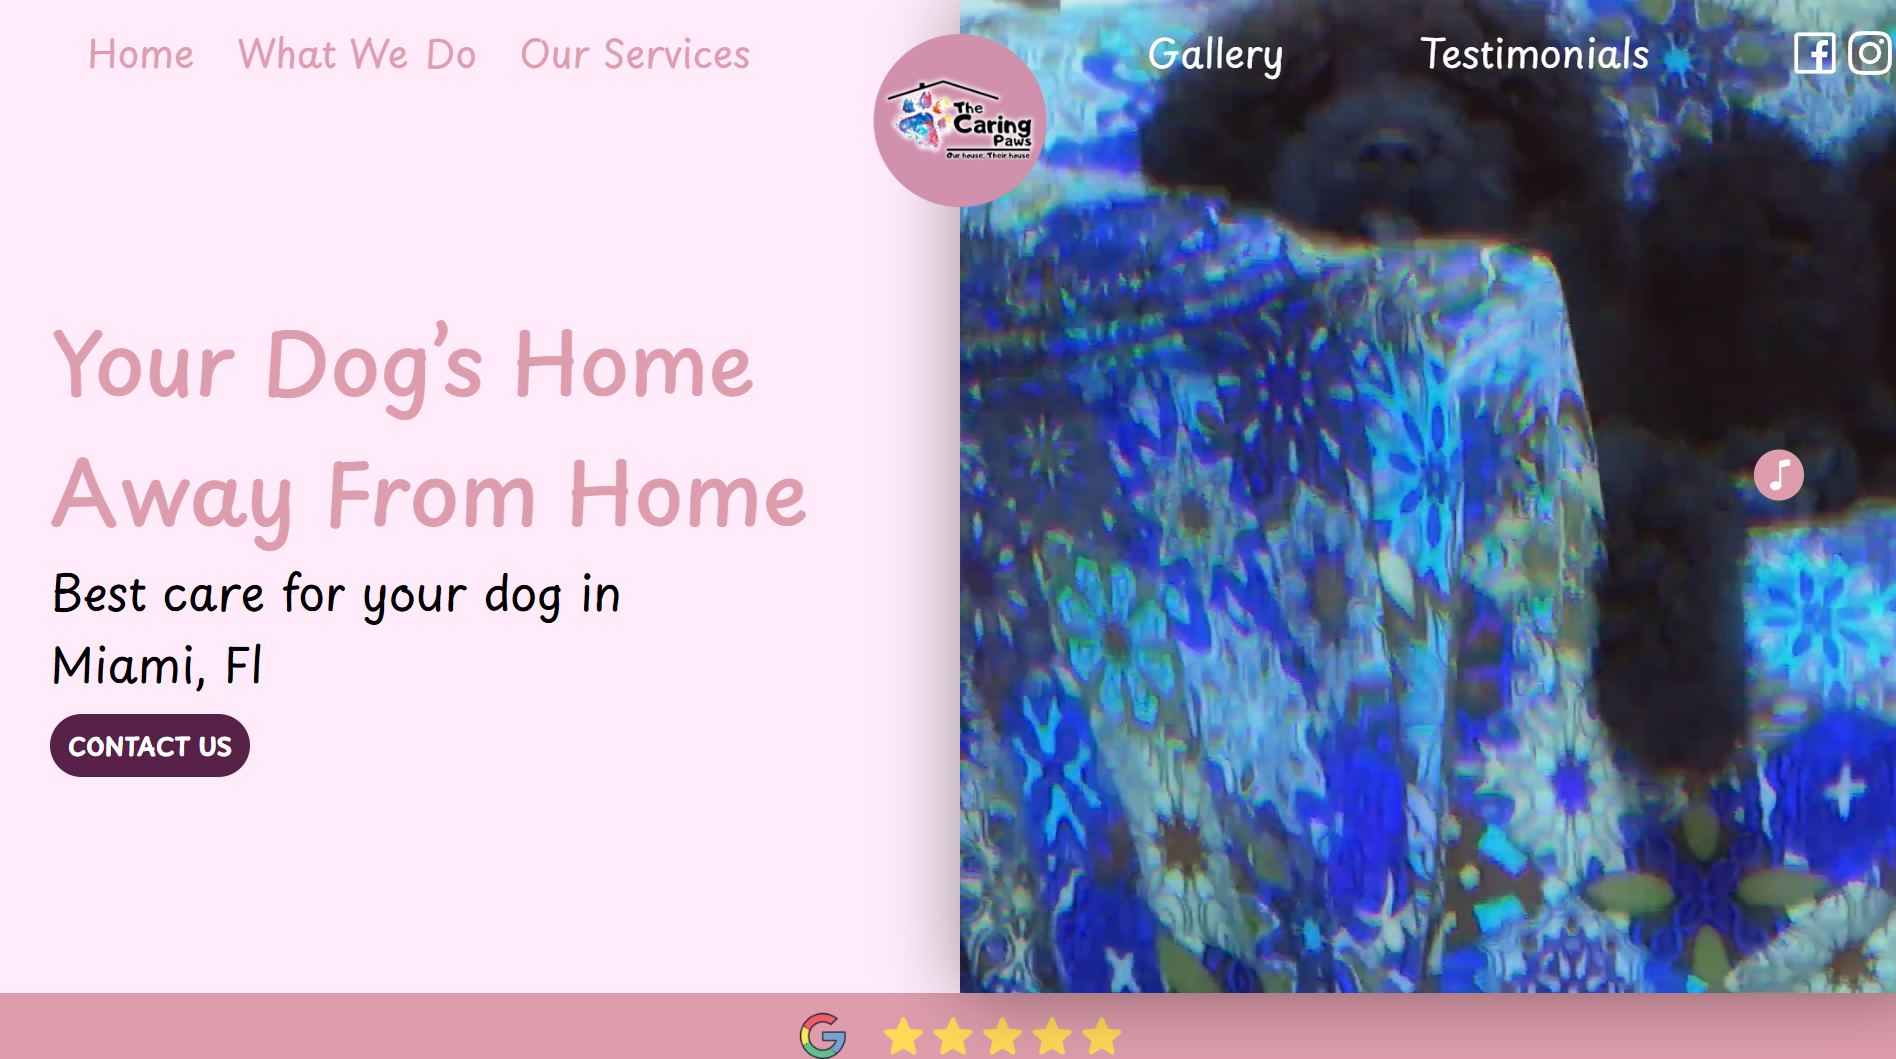 Home What We Do Our Services Gallery Testimonials
The
Caring
Paws
Our house, Their house
Your Dog’s Home
Away From Home
Best care for your dog in
Miami, Fl
CONTACT US